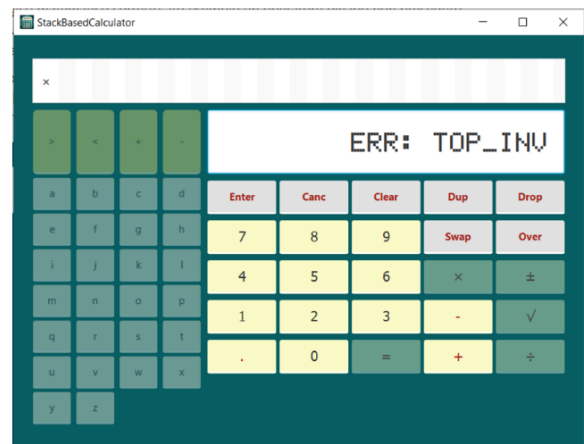 StackBasedCalculator
×
ERR: TOP_INV
> < + -
a b c d Enter Canc Clear Dup Drop
e f g h 7 8 9 Swap Over
i j k l 4 5 6 × ±
m n o p 1 2 3 - √
q r s t . 0 = + ÷
u v w x
y z